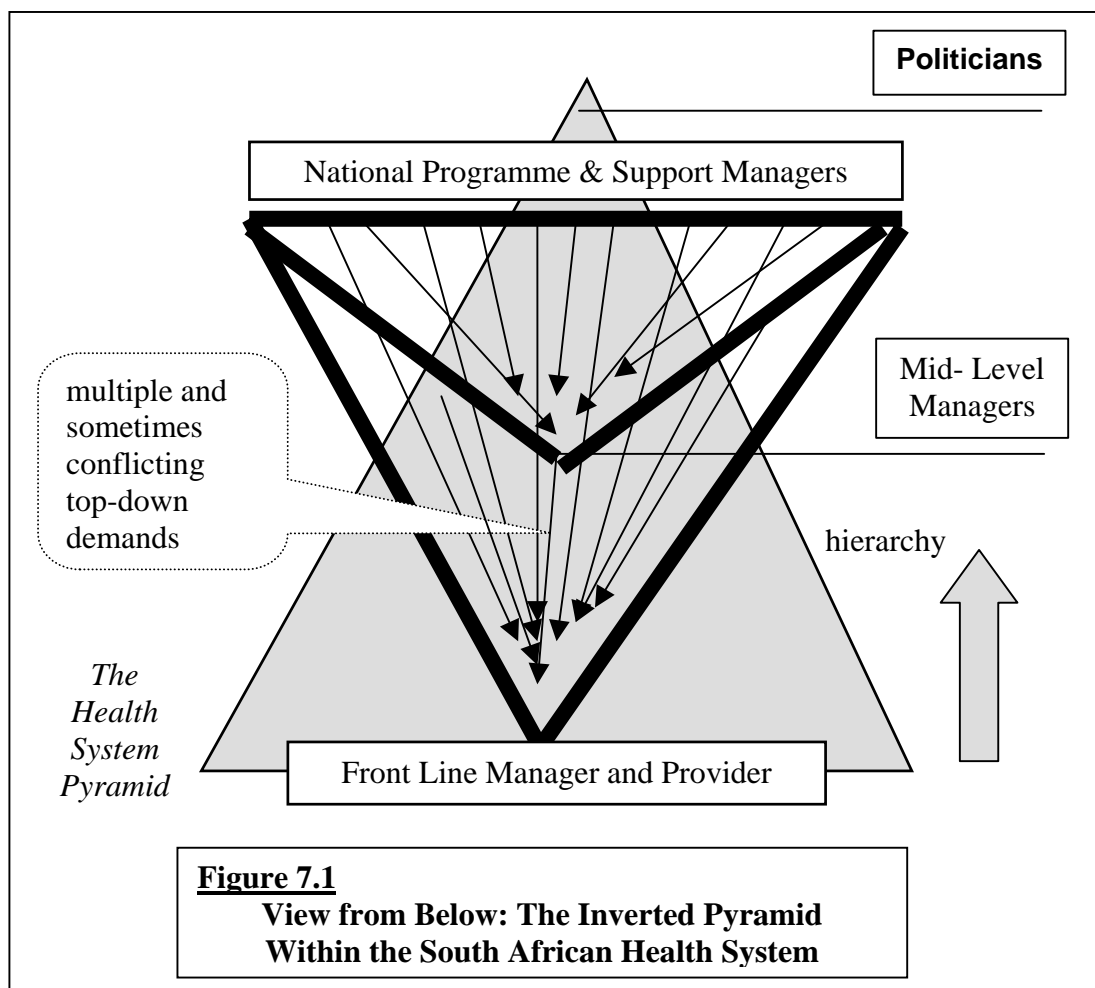 Politicians
National Programme & Support Managers
Mid- Level
Managers
multiple and
sometimes
conflicting
top-down
demands
hierarchy
The
Health
System
Pyramid
Front Line Manager and Provider
Figure 7.1
View from Below: The Inverted Pyramid
Within the South African Health System